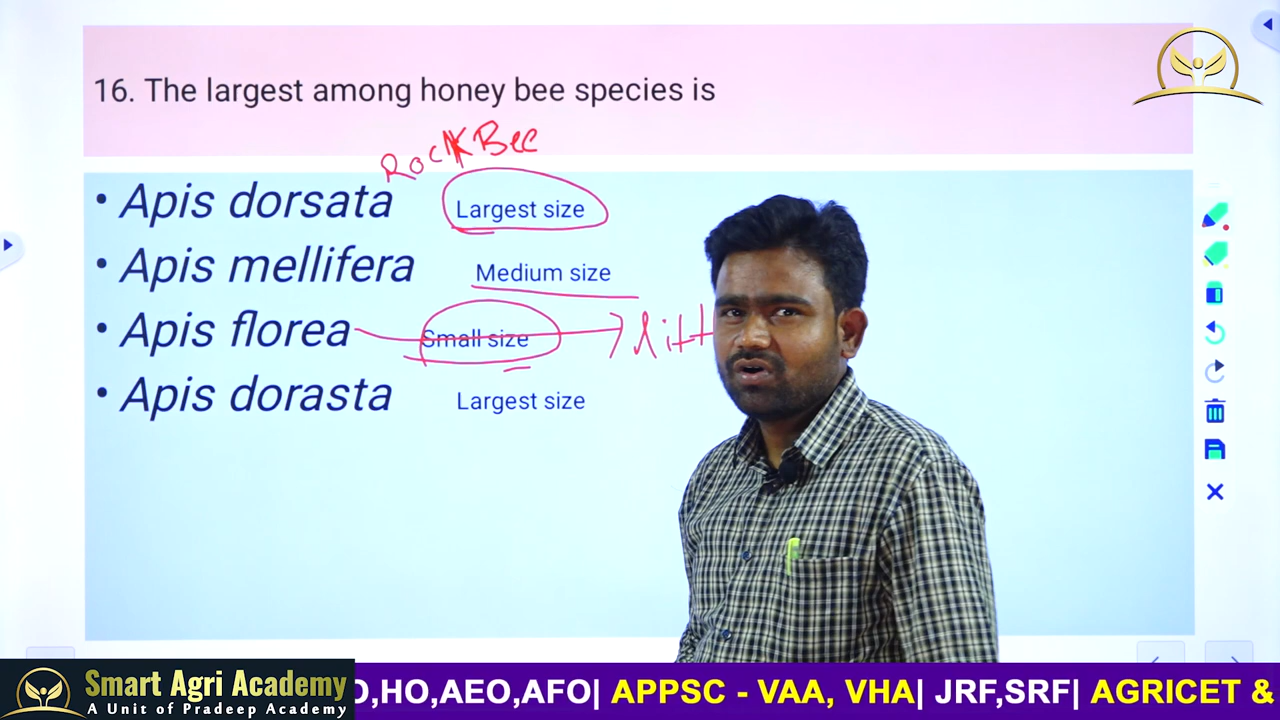 16. The largest among honey bee species is
RocK Bee
• Apis dorsata Largest size
• Apis mellifera Medium size
• Apis florea Small size litt
• Apis dorasta Largest size
Smart Agri Academy
A Unit of Pradeep Academy
O,HO,AEO,AFO| APPSC - VAA, VHA| JRF,SRF| AGRICET &